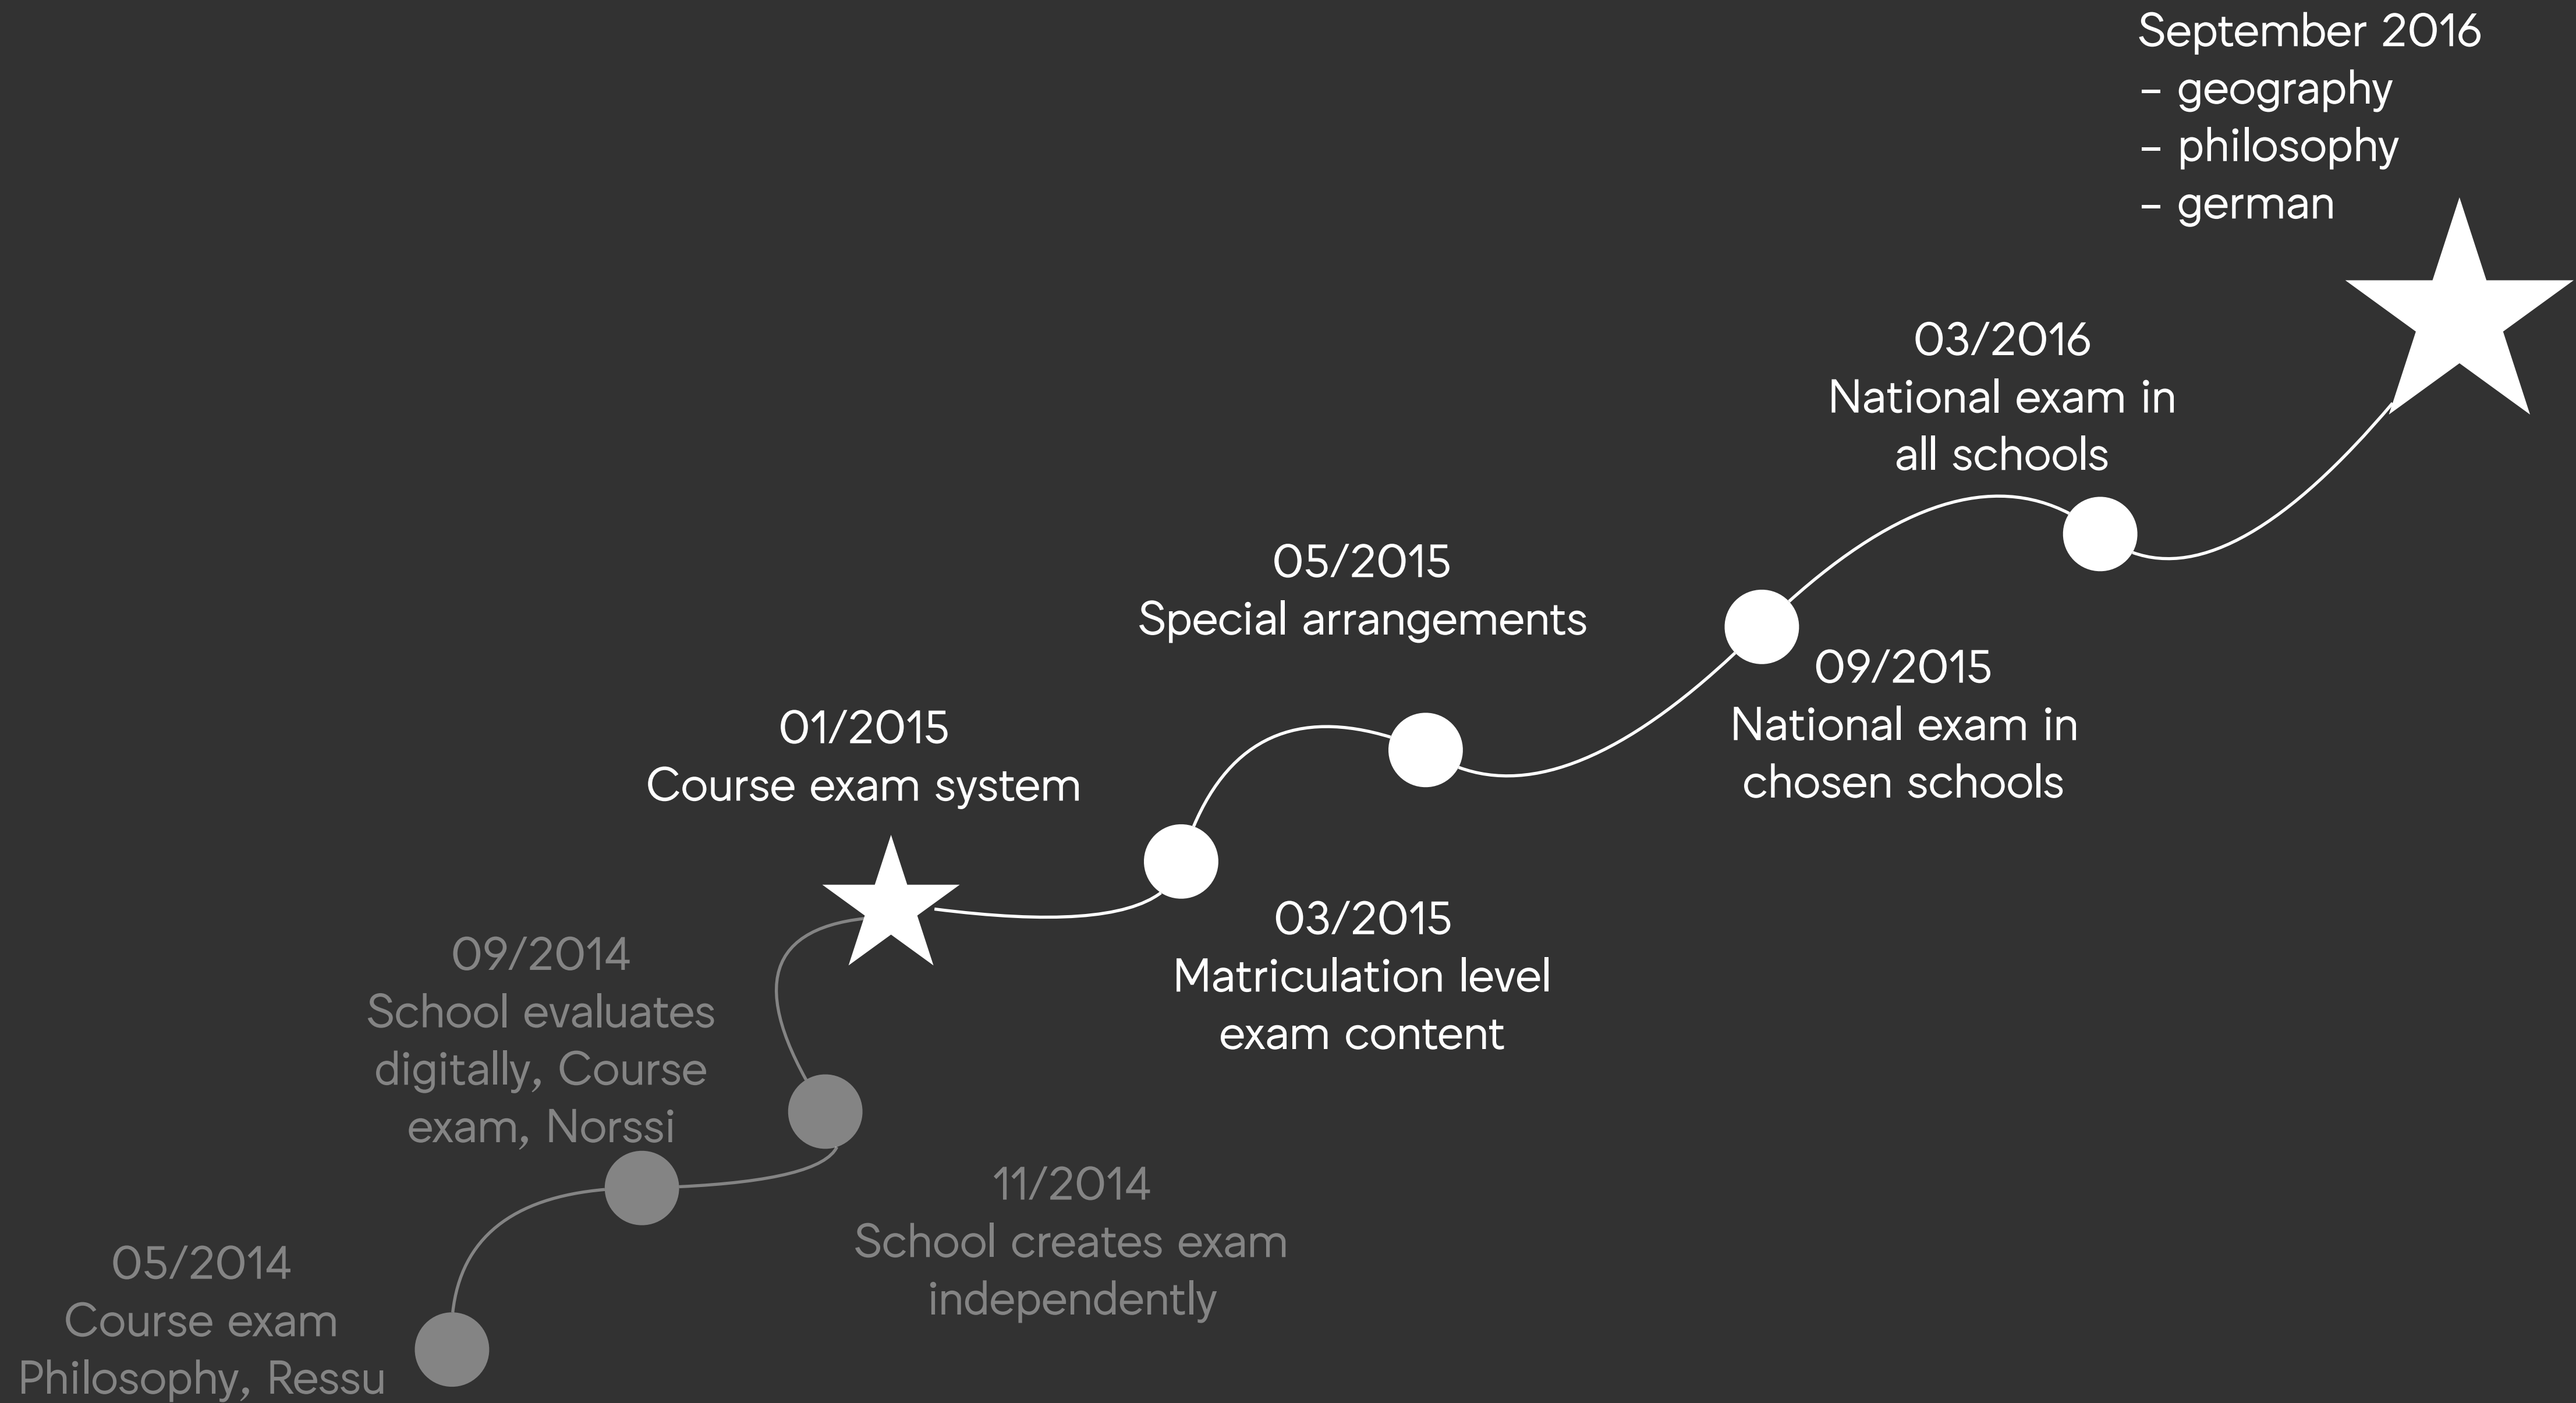 September 2016
– geography
– philosophy
– german
03/2016
National exam in
all schools
05/2015
Special arrangements
09/2015
National exam in
chosen schools
01/2015
Course exam system
03/2015
Matriculation level
exam content
09/2014
School evaluates
digitally, Course
exam, Norssi
11/2014
School creates exam
independently
05/2014
Course exam
Philosophy, Ressu